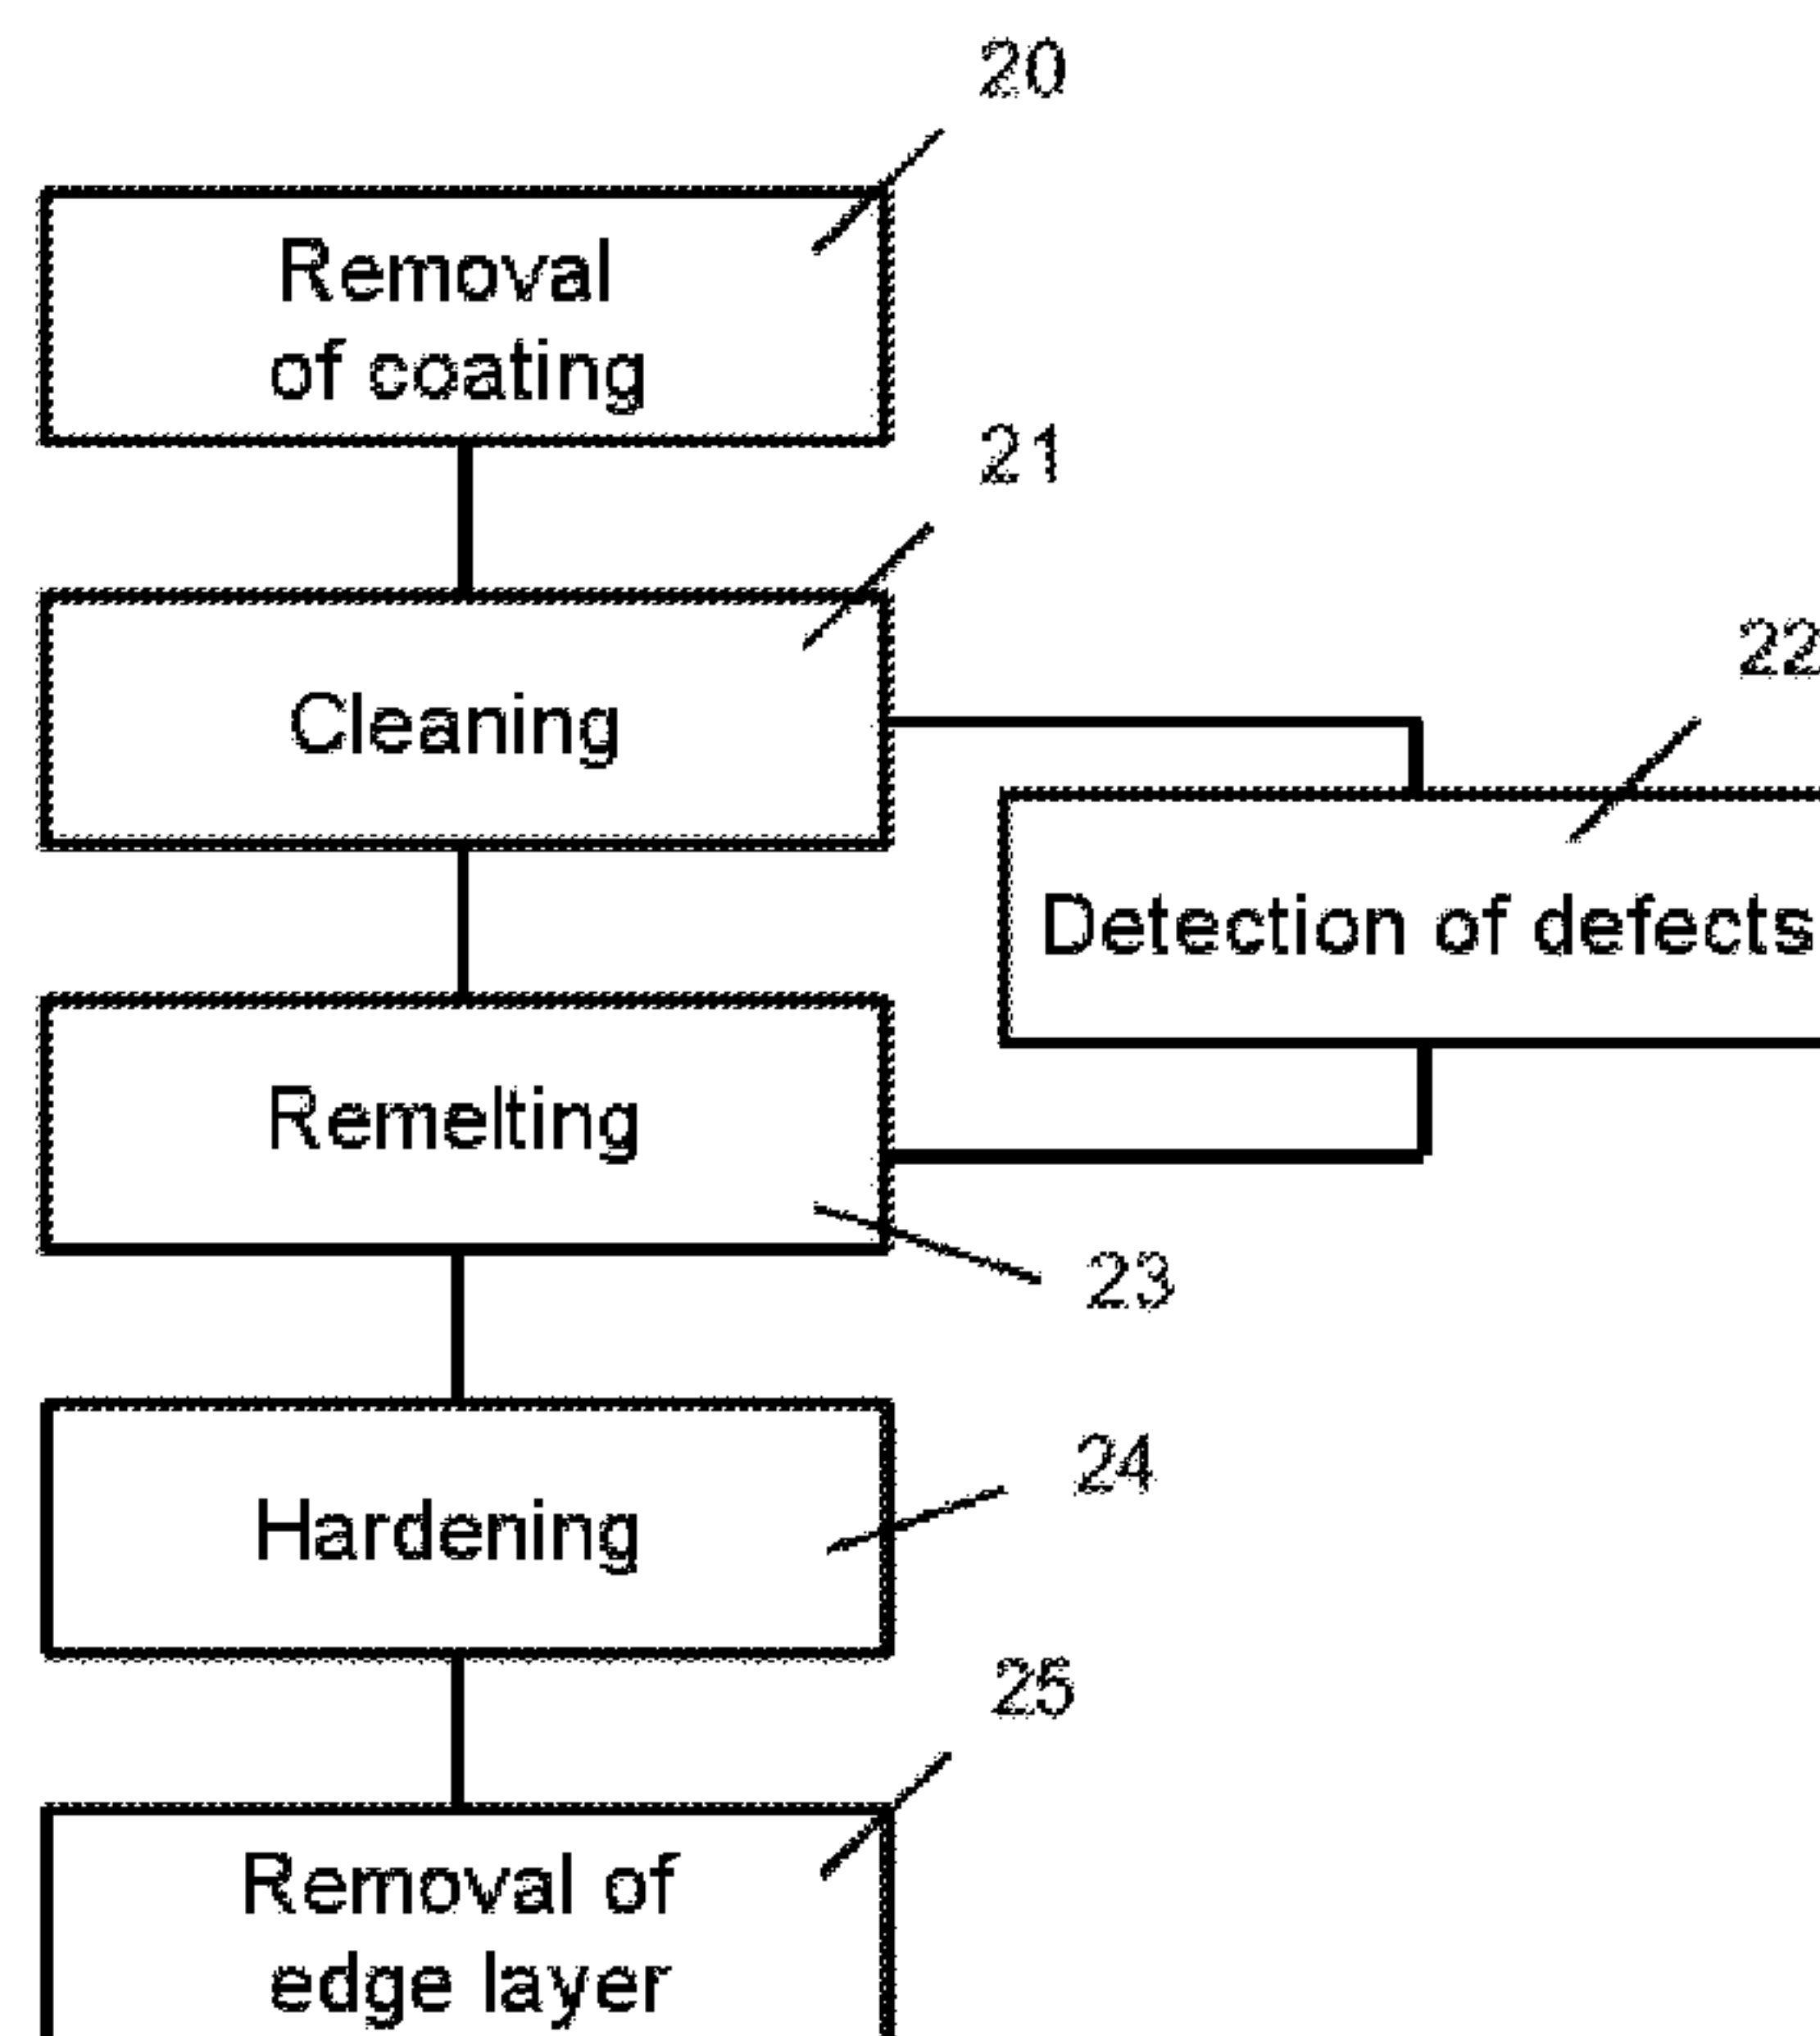 20
Removal
of coating
21
Cleaning
22
Detection of defects
Remelting
23
24
Hardening
25
Removal of
edge layer